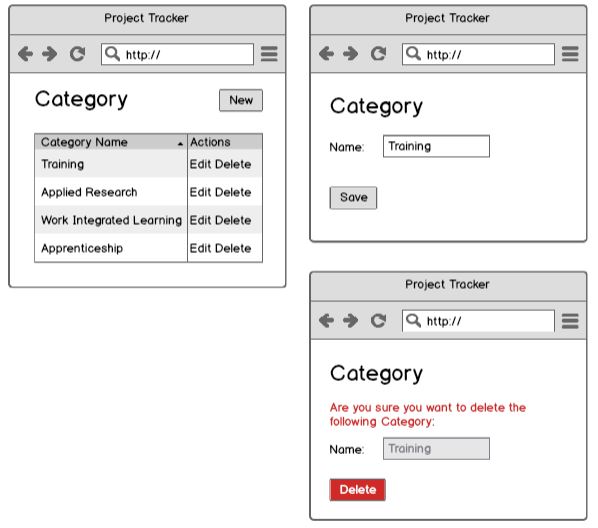 Project Tracker
http://
Category
New
Category Name Actions
Training Edit Delete
Applied Research Edit Delete
Work Integrated Learning Edit Delete
Apprenticeship Edit Delete
Project Tracker
http://
Category
Name: Training
Save
Project Tracker
http://
Category
Are you sure you want to delete the
following Category:
Name: Training
Delete